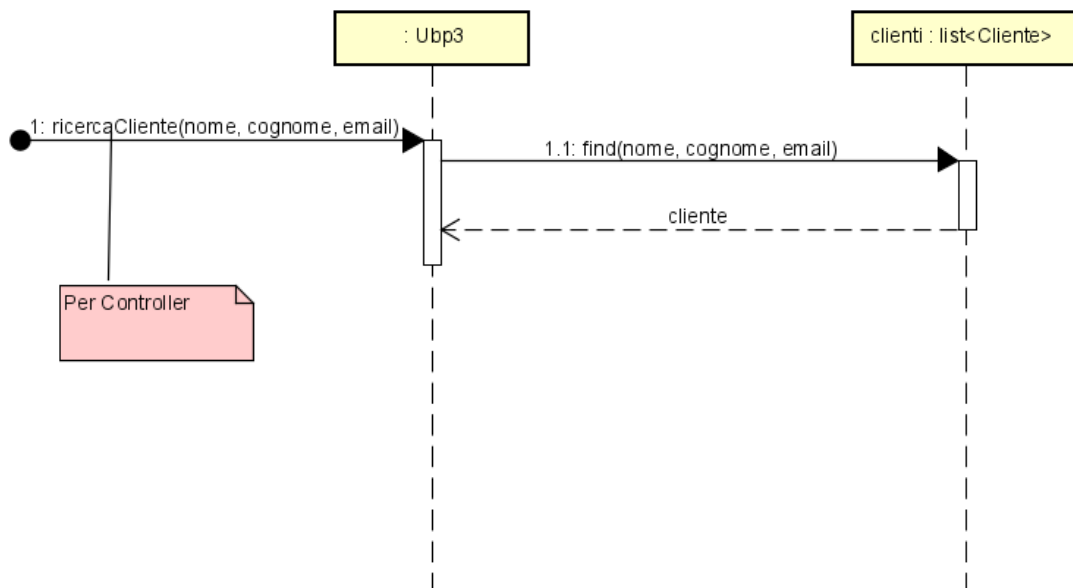 : Ubp3
clienti : list<Cliente>
1: ricercaCliente(nome, cognome, email)
1.1: find(nome, cognome, email)
cliente
Per Controller